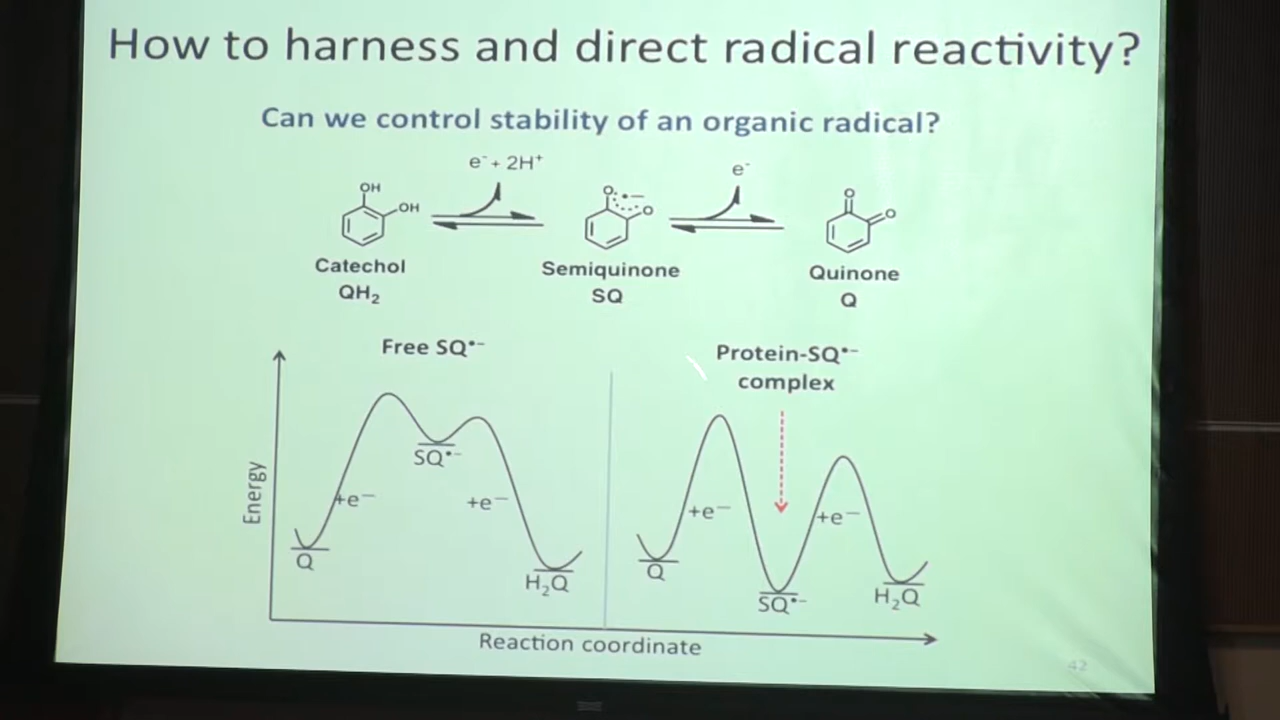 How to harness and direct radical reactivity?
Can we control stability of an organic radical?
e⁻ + 2H⁺
e⁻
OH
OH
O
O
O
O
Catechol
QH₂
Semiquinone
SQ
Quinone
Q
Free SQ•−
Protein-SQ•−
complex
Energy
SQ•−
+e−
+e−
Q
H₂Q
+e−
+e−
Q
SQ•−
H₂Q
Reaction coordinate
42